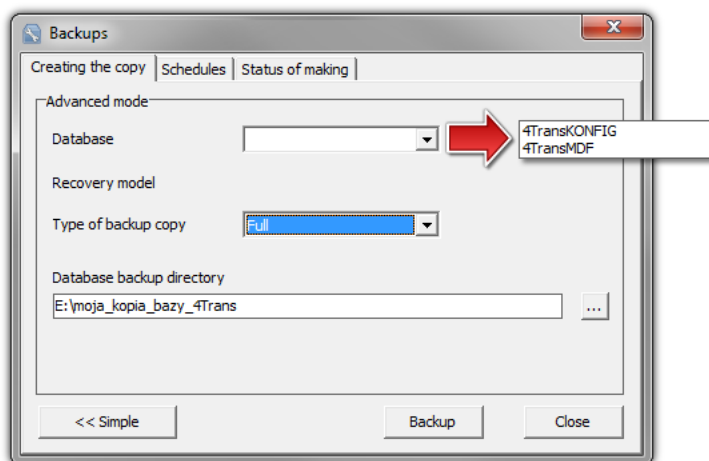 Backups
Creating the copy Schedules Status of making
Advanced mode
Database
4TransKONFIG
4TransMDF
Recovery model
Type of backup copy Full
Database backup directory
E:\moja_kopia_bazy_4Trans
...
<< Simple Backup Close